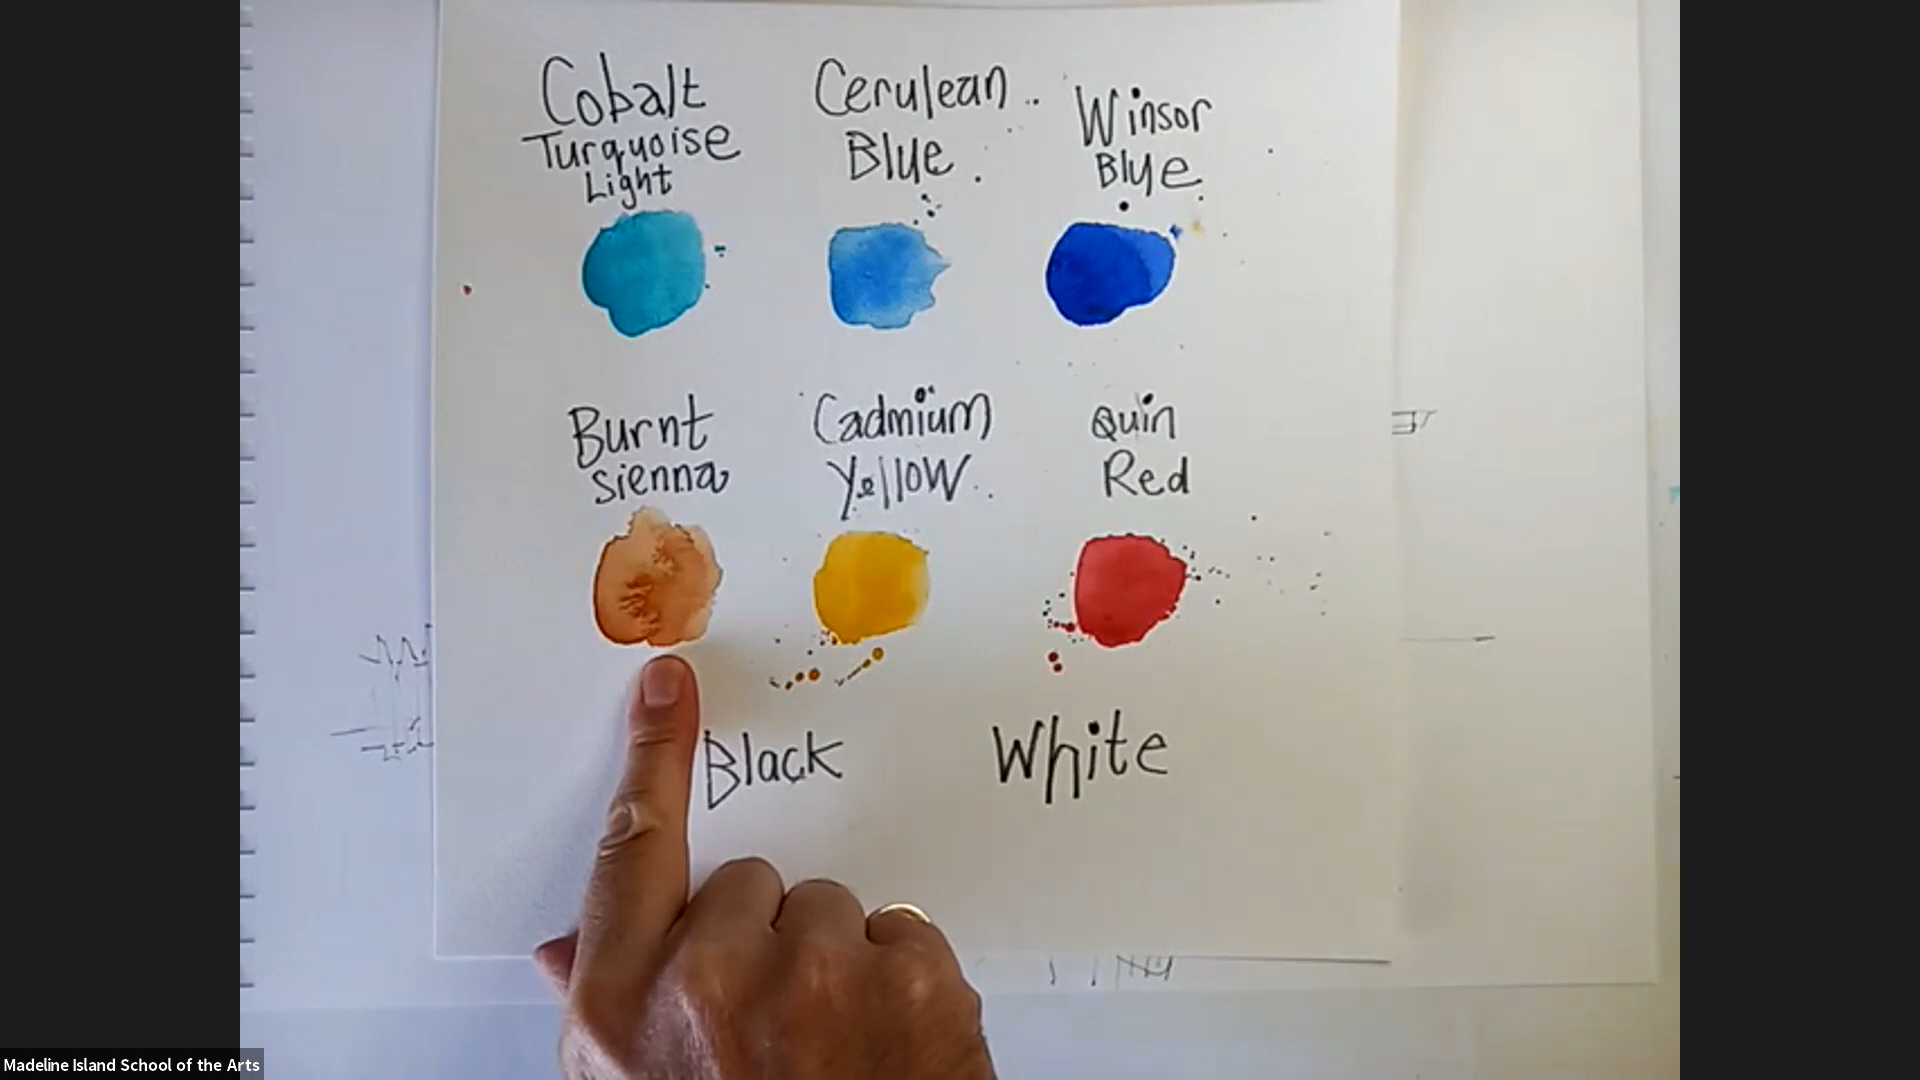 Cobalt
Turquoise
Light
Cerulean
Blue
Winsor
Blue
Burnt
sienna
Cadmium
Yellow
Quin
Red
Black
White
Madeline Island School of the Arts